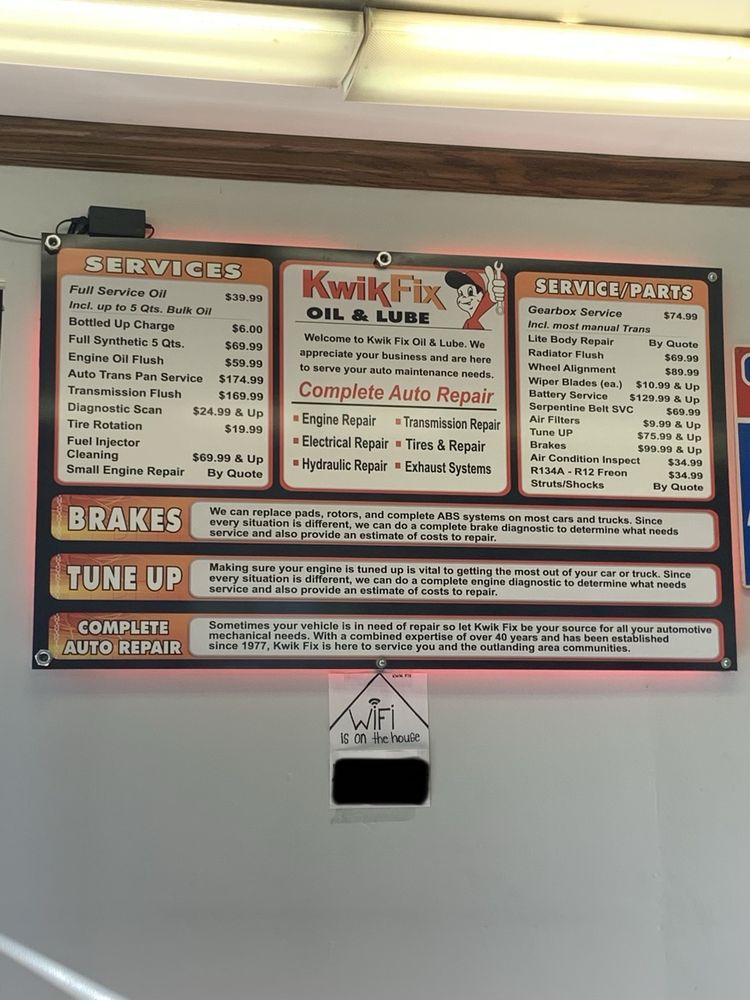 SERVICES
Full Service Oil $39.99
Incl. up to 5 Qts. Bulk Oil
Bottled Up Charge $6.00
Full Synthetic 5 Qts. $69.99
Engine Oil Flush $59.99
Auto Trans Pan Service $174.99
Transmission Flush $169.99
Diagnostic Scan $24.99 & Up
Tire Rotation $19.99
Fuel Injector
Cleaning $69.99 & Up
Small Engine Repair By Quote
KwikFix
OIL & LUBE
Welcome to Kwik Fix Oil & Lube. We
appreciate your business and are here
to serve your auto maintenance needs.
Complete Auto Repair
Engine Repair
Transmission Repair
Electrical Repair
Tires & Repair
Hydraulic Repair
Exhaust Systems
SERVICE/PARTS
Gearbox Service $74.99
Incl. most manual Trans
Lite Body Repair By Quote
Radiator Flush $69.99
Wheel Alignment $89.99
Wiper Blades (ea.) $10.99 & Up
Battery Service $129.99 & Up
Serpentine Belt SVC $69.99
Air Filters $9.99 & Up
Tune UP $75.99 & Up
Brakes $99.99 & Up
Air Condition Inspect $34.99
R134A - R12 Freon $34.99
Struts/Shocks By Quote
BRAKES
We can replace pads, rotors, and complete ABS systems on most cars and trucks. Since
every situation is different, we can do a complete brake diagnostic to determine what needs
service and also provide an estimate of costs to repair.
TUNE UP
Making sure your engine is tuned up is vital to getting the most out of your car or truck. Since
every situation is different, we can do a complete engine diagnostic to determine what needs
service and also provide an estimate of costs to repair.
COMPLETE
AUTO REPAIR
Sometimes your vehicle is in need of repair so let Kwik Fix be your source for all your automotive
mechanical needs. With a combined expertise of over 40 years and has been established
since 1977, Kwik Fix is here to service you and the outlanding area communities.
KWIK FIX
WiFi
is on the house